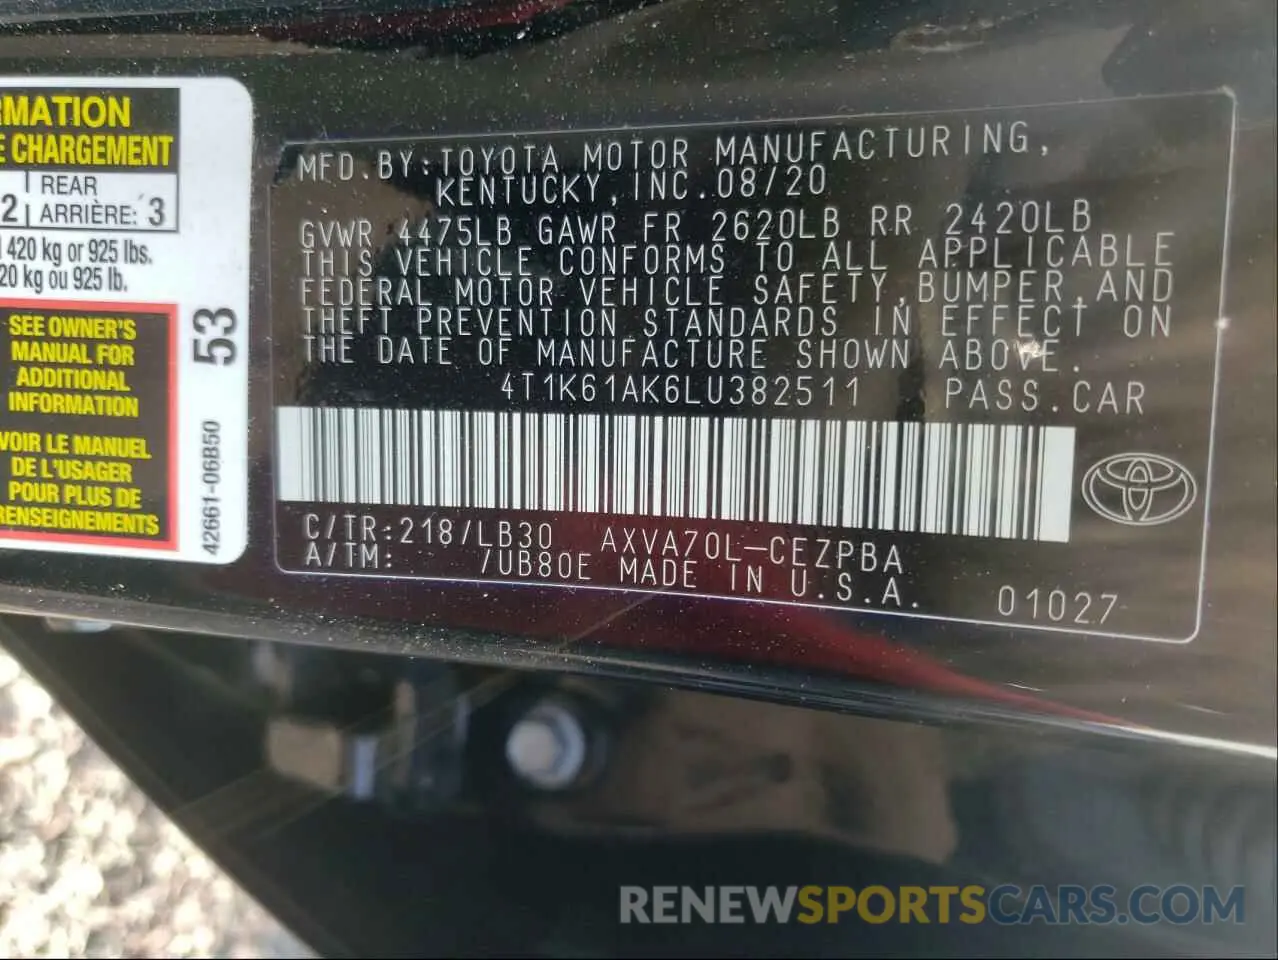 RMATION
E CHARGEMENT
REAR
2 ARRIÈRE: 3
420 kg or 925 lbs.
20 kg ou 925 lb.
SEE OWNER'S
MANUAL FOR
ADDITIONAL
INFORMATION
VOIR LE MANUEL
DE L'USAGER
POUR PLUS DE
RENSEIGNEMENTS
53
42661-06B50
MFD.BY:TOYOTA MOTOR MANUFACTURING,
KENTUCKY,INC.08/20
GVWR 4475LB GAWR FR 2620LB RR 2420LB
THIS VEHICLE CONFORMS TO ALL APPLICABLE
FEDERAL MOTOR VEHICLE SAFETY,BUMPER,AND
THEFT PREVENTION STANDARDS IN EFFECT ON
THE DATE OF MANUFACTURE SHOWN ABOVE.
4T1K61AK6LU382511 PASS.CAR
C/TR:218/LB30 AXVA70L-CEZPBA
A/TM: /UB80E MADE IN U.S.A.
01027
RENEWSPORTSCARS.COM